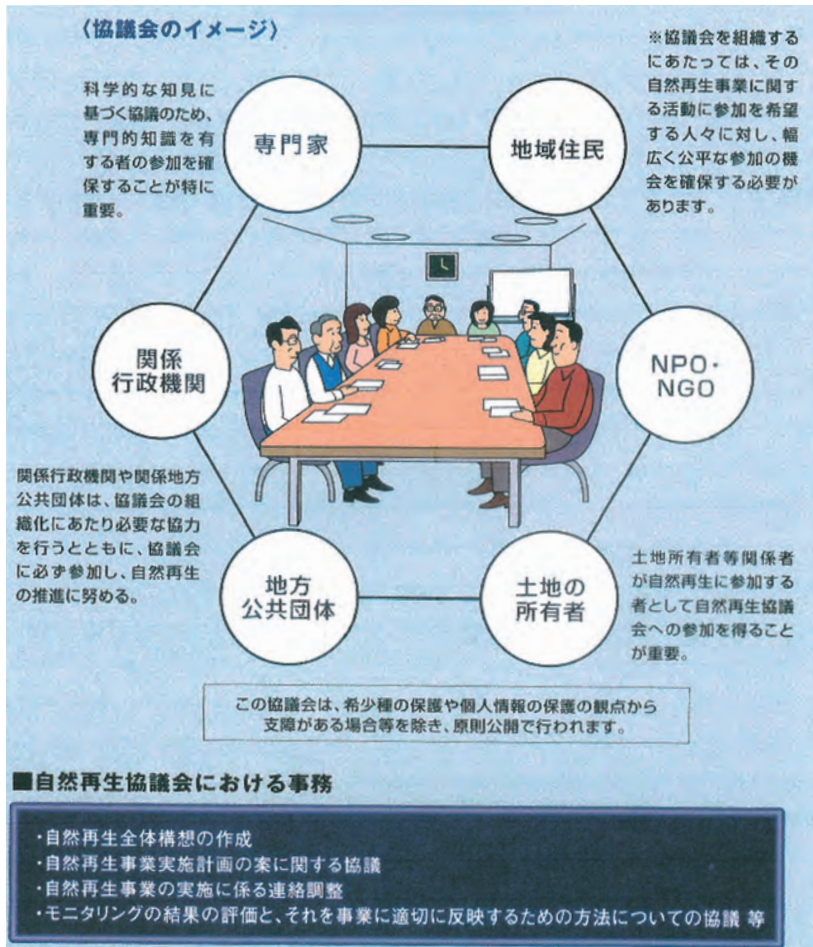 〈協議会のイメージ〉
※協議会を組織する
にあたっては、その
自然再生事業に関す
る活動に参加を希望
する人々に対し、幅
広く公平な参加の機
会を確保する必要が
あります。
科学的な知見に
基づく協議のため、
専門的知識を有
する者の参加を確
保することが特に
重要。
専門家
地域住民
関係
行政機関
NPO・
NGO
関係行政機関や関係地方
公共団体は、協議会の組
織化にあたり必要な協力
を行うとともに、協議会
に必ず参加し、自然再生
の推進に努める。
地方
公共団体
土地の
所有者
土地所有者等関係者
が自然再生に参加する
者として自然再生協議
会への参加を得ること
が重要。
この協議会は、希少種の保護や個人情報の保護の観点から
支障がある場合等を除き、原則公開で行われます。
■自然再生協議会における事務
・自然再生全体構想の作成
・自然再生事業実施計画の案に関する協議
・自然再生事業の実施に係る連絡調整
・モニタリングの結果の評価と、それを事業に適切に反映するための方法についての協議 等